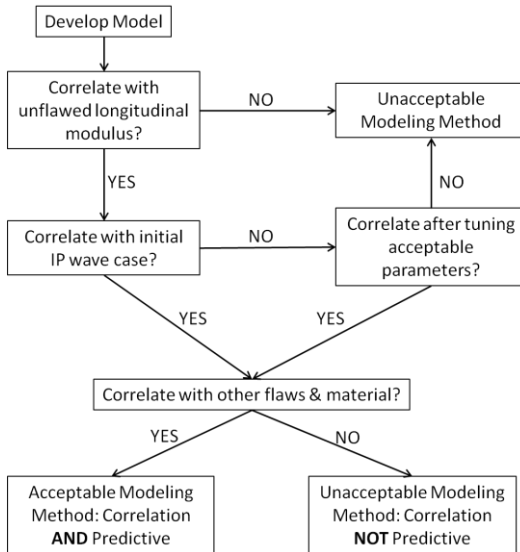 Develop Model
Correlate with
unflawed longitudinal
modulus?
NO
Unacceptable
Modeling Method
YES
NO
Correlate with initial
IP wave case?
NO
Correlate after tuning
acceptable
parameters?
YES
YES
Correlate with other flaws & material?
YES
NO
Acceptable Modeling
Method: Correlation
AND Predictive
Unacceptable Modeling
Method: Correlation
NOT Predictive